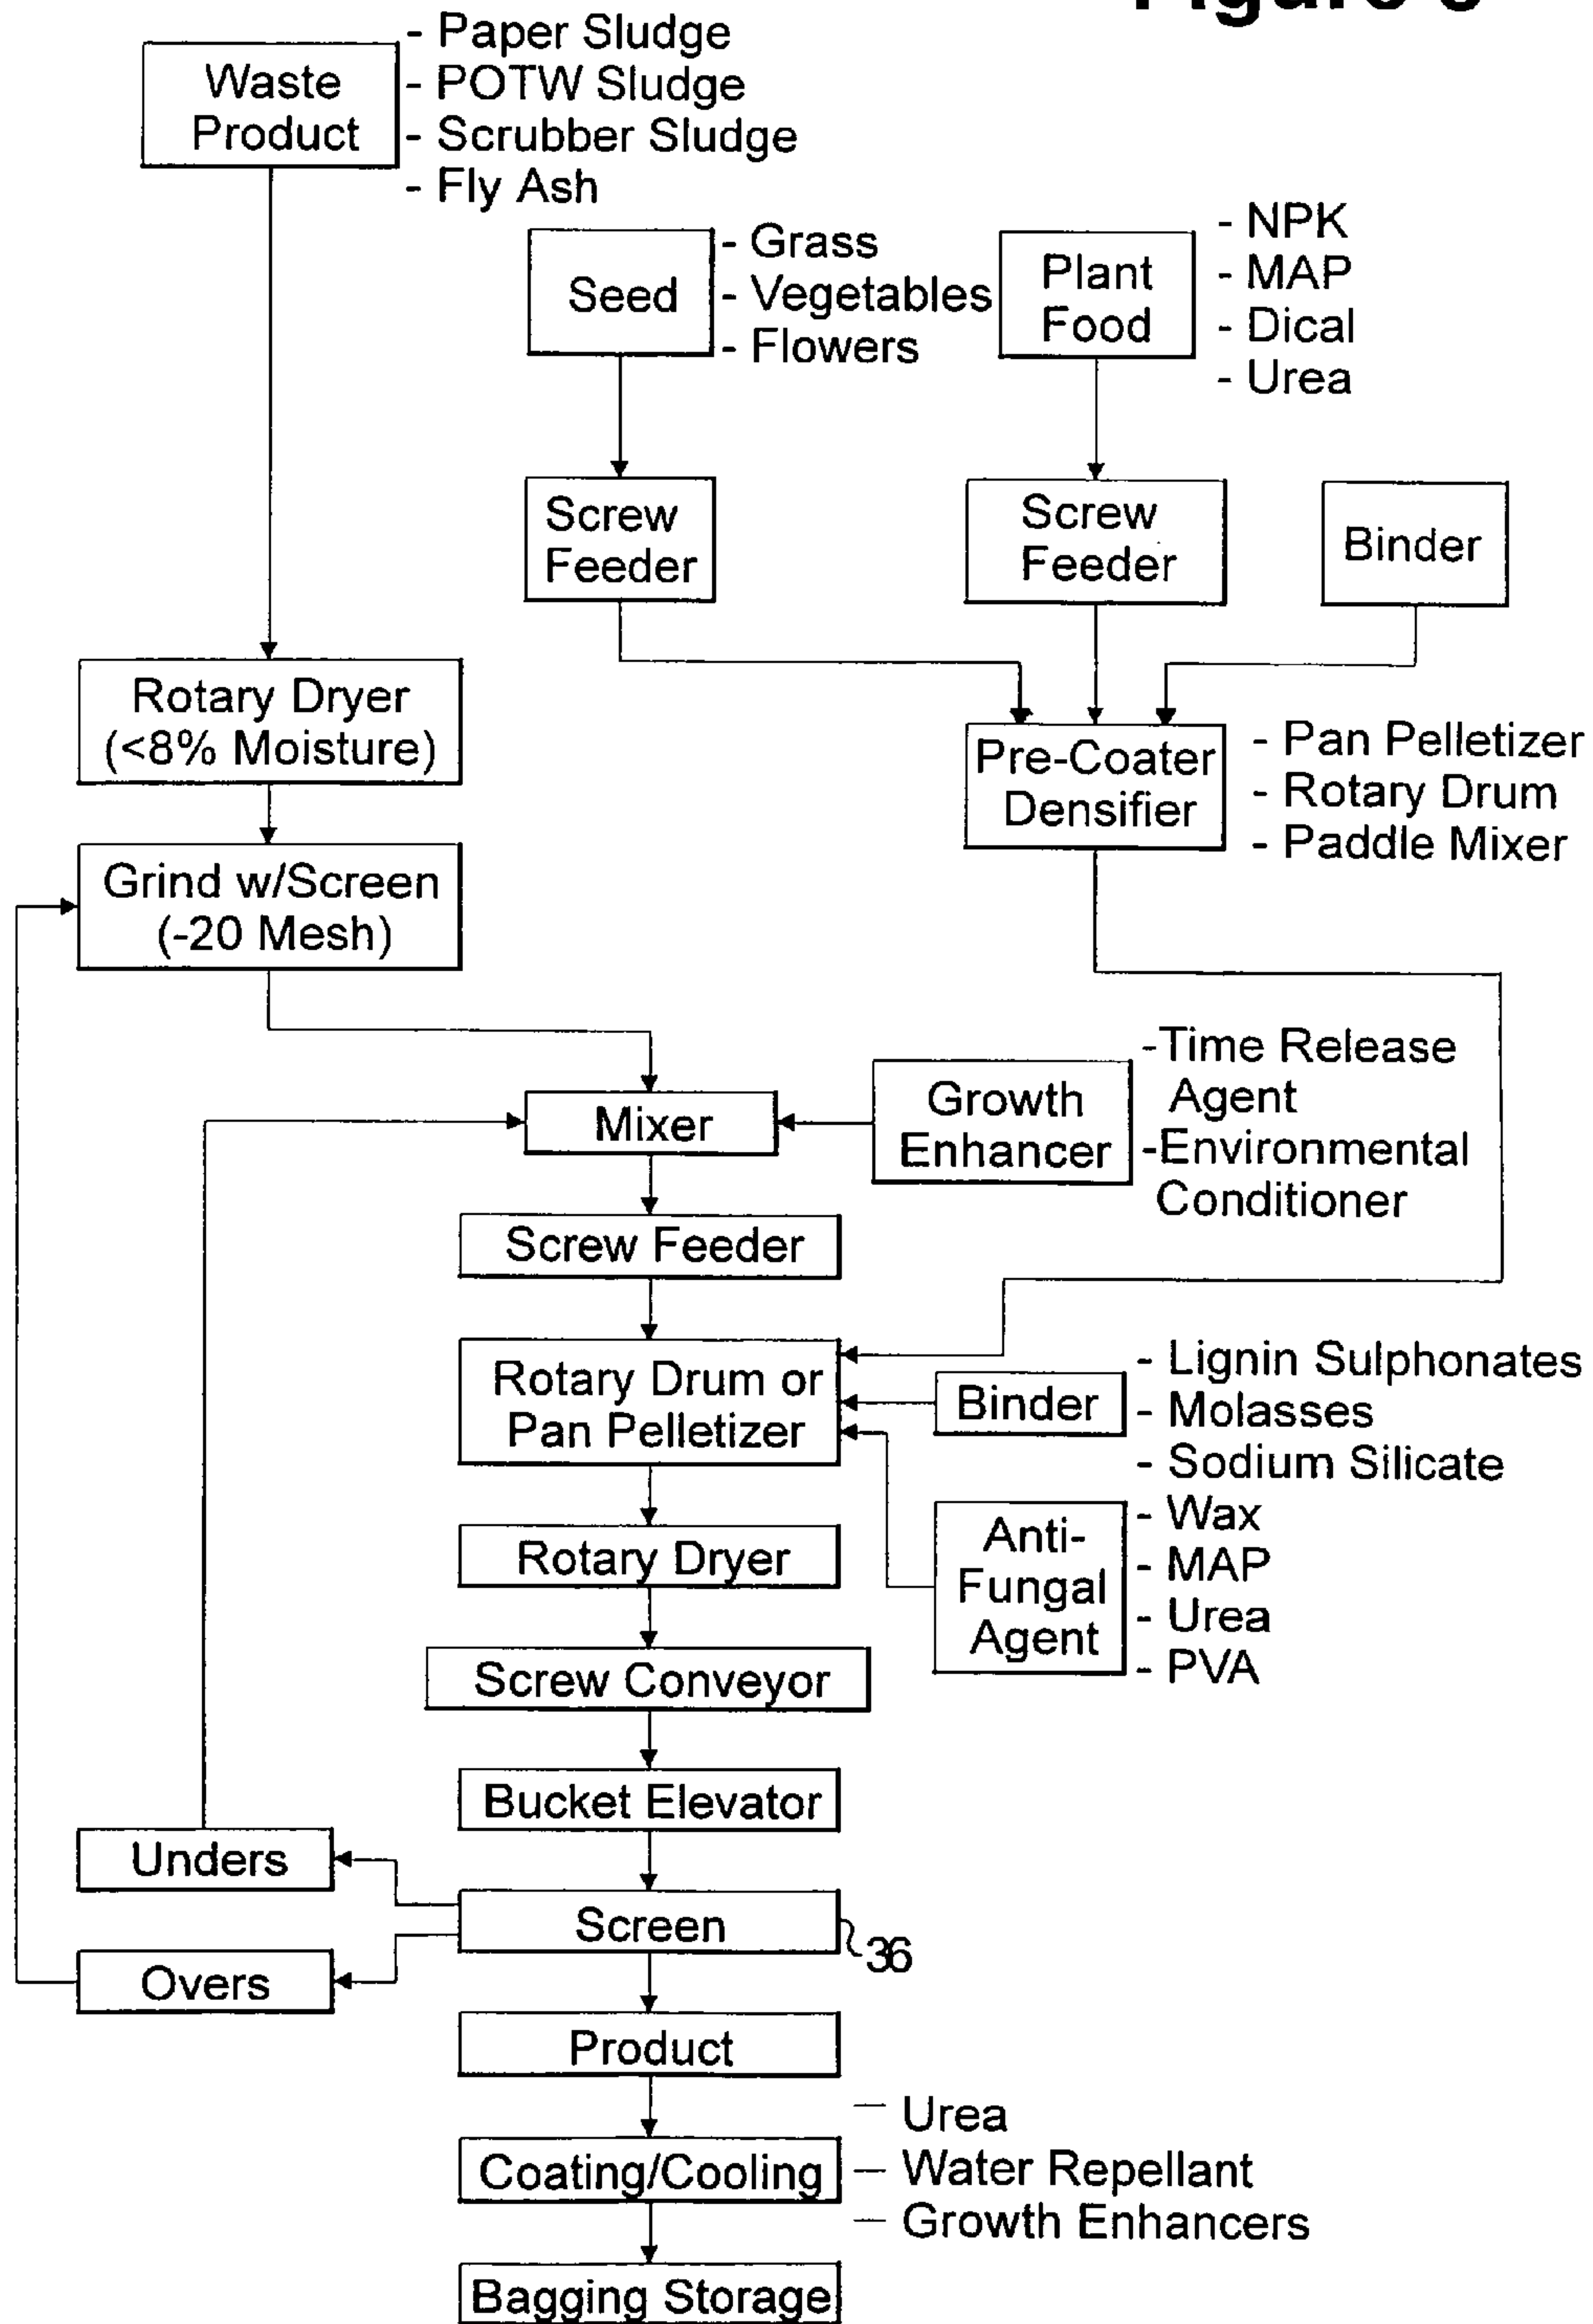 Waste
Product
- Paper Sludge
- POTW Sludge
- Scrubber Sludge
- Fly Ash
Seed
- Grass
- Vegetables
- Flowers
Plant
Food
- NPK
- MAP
- Dical
- Urea
Screw
Feeder
Screw
Feeder
Binder
Rotary Dryer
(<8% Moisture)
Pre-Coater
Densifier
- Pan Pelletizer
- Rotary Drum
- Paddle Mixer
Grind w/Screen
(-20 Mesh)
Mixer
Growth
Enhancer
-Time Release
Agent
-Environmental
Conditioner
Screw Feeder
Rotary Drum or
Pan Pelletizer
Binder
- Lignin Sulphonates
- Molasses
- Sodium Silicate
- Wax
- MAP
- Urea
- PVA
Anti-
Fungal
Agent
Rotary Dryer
Screw Conveyor
Bucket Elevator
Unders
Screen
36
Overs
Product
Coating/Cooling
— Urea
— Water Repellant
— Growth Enhancers
Bagging Storage